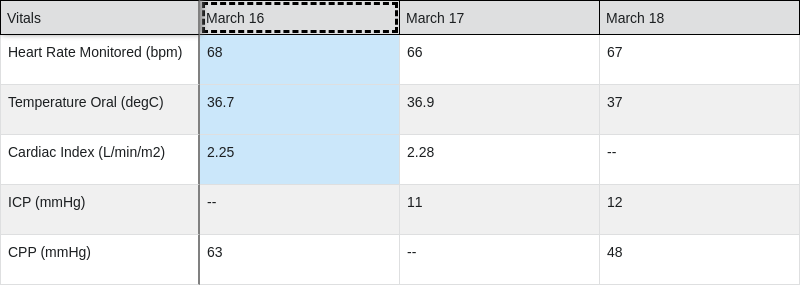 Vitals March 16 March 17 March 18
Heart Rate Monitored (bpm) 68 66 67
Temperature Oral (degC) 36.7 36.9 37
Cardiac Index (L/min/m2) 2.25 2.28 --
ICP (mmHg) -- 11 12
CPP (mmHg) 63 -- 48